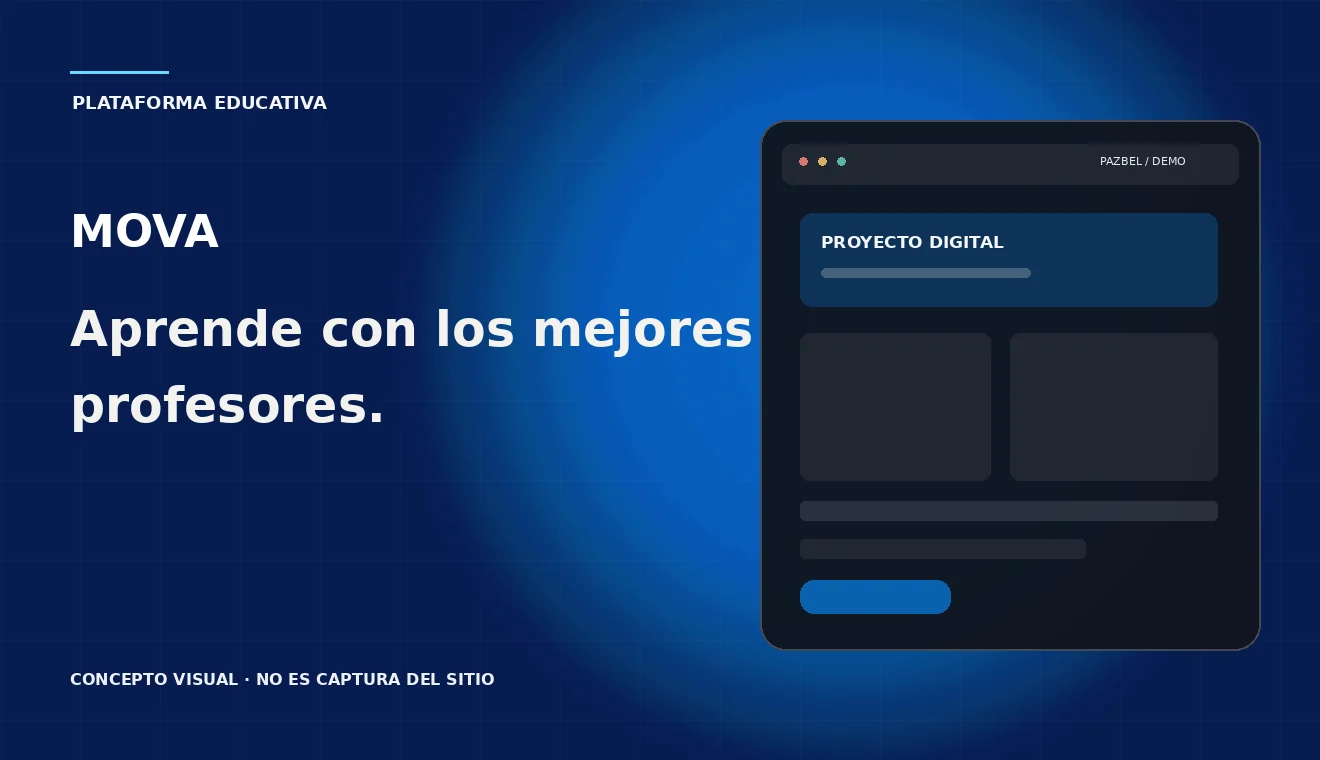 PLATAFORMA EDUCATIVA
MOVA
Aprende con los mejores
profesores.
CONCEPTO VISUAL · NO ES CAPTURA DEL SITIO
PAZBEL / DEMO
PROYECTO DIGITAL